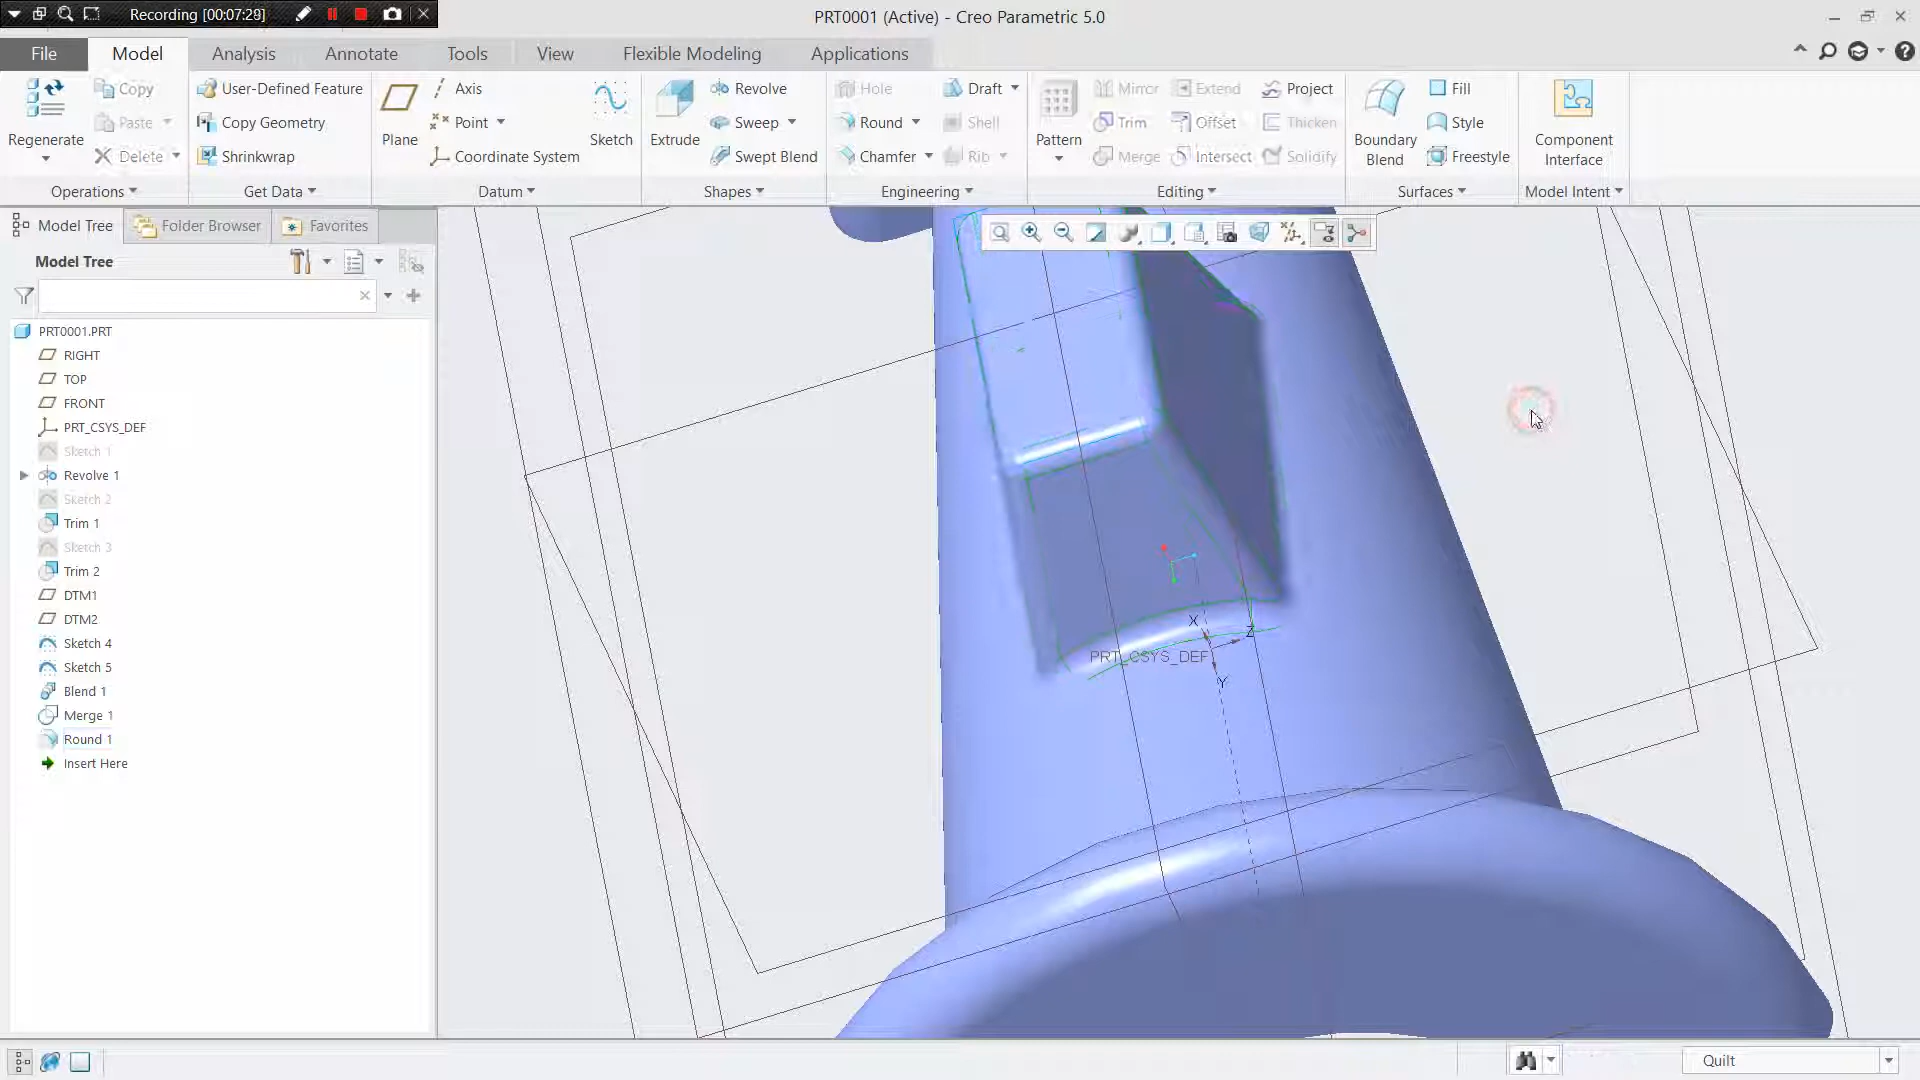 Recording [00:07:29]
PRT0001 (Active) - Creo Parametric 5.0
File Model Analysis Annotate Tools View Flexible Modeling Applications
Regenerate
Copy
Paste
Delete
Operations
User-Defined Feature
Copy Geometry
Shrinkwrap
Get Data
Plane
Axis
Point
Coordinate System
Sketch
Datum
Extrude
Revolve
Sweep
Swept Blend
Shapes
Hole
Round
Chamfer
Draft
Shell
Rib
Engineering
Pattern
Mirror
Trim
Merge
Extend
Offset
Intersect
Project
Thicken
Solidify
Editing
Boundary
Blend
Fill
Style
Freestyle
Surfaces
Component
Interface
Model Intent
Model Tree Folder Browser Favorites
Model Tree
PRT0001.PRT
RIGHT
TOP
FRONT
PRT_CSYS_DEF
Sketch 1
Revolve 1
Sketch 2
Trim 1
Sketch 3
Trim 2
DTM1
DTM2
Sketch 4
Sketch 5
Blend 1
Merge 1
Round 1
Insert Here
X
Z
PRT_CSYS_DEF
Y
Quilt